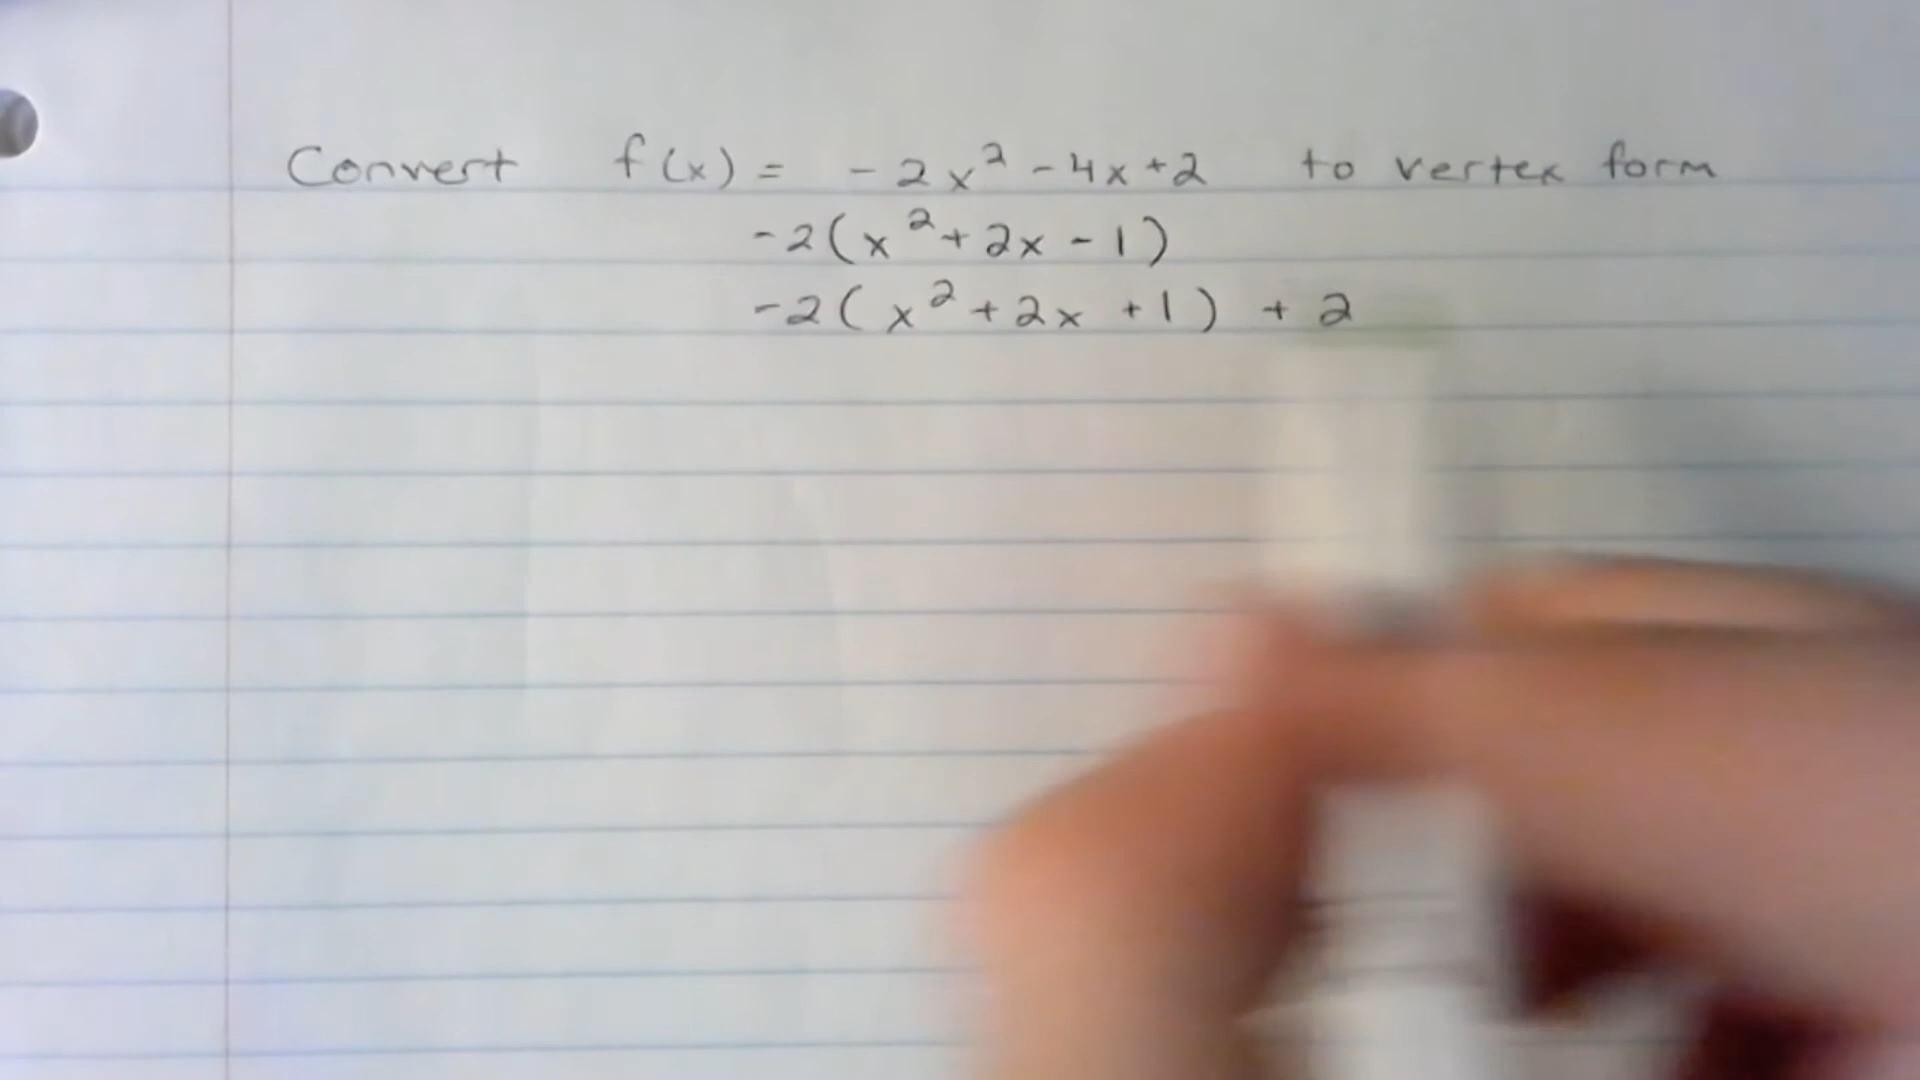 Convert f(x) = -2x² -4x+2 to vertex form
-2(x²+2x-1)
-2(x²+2x+1) + 2